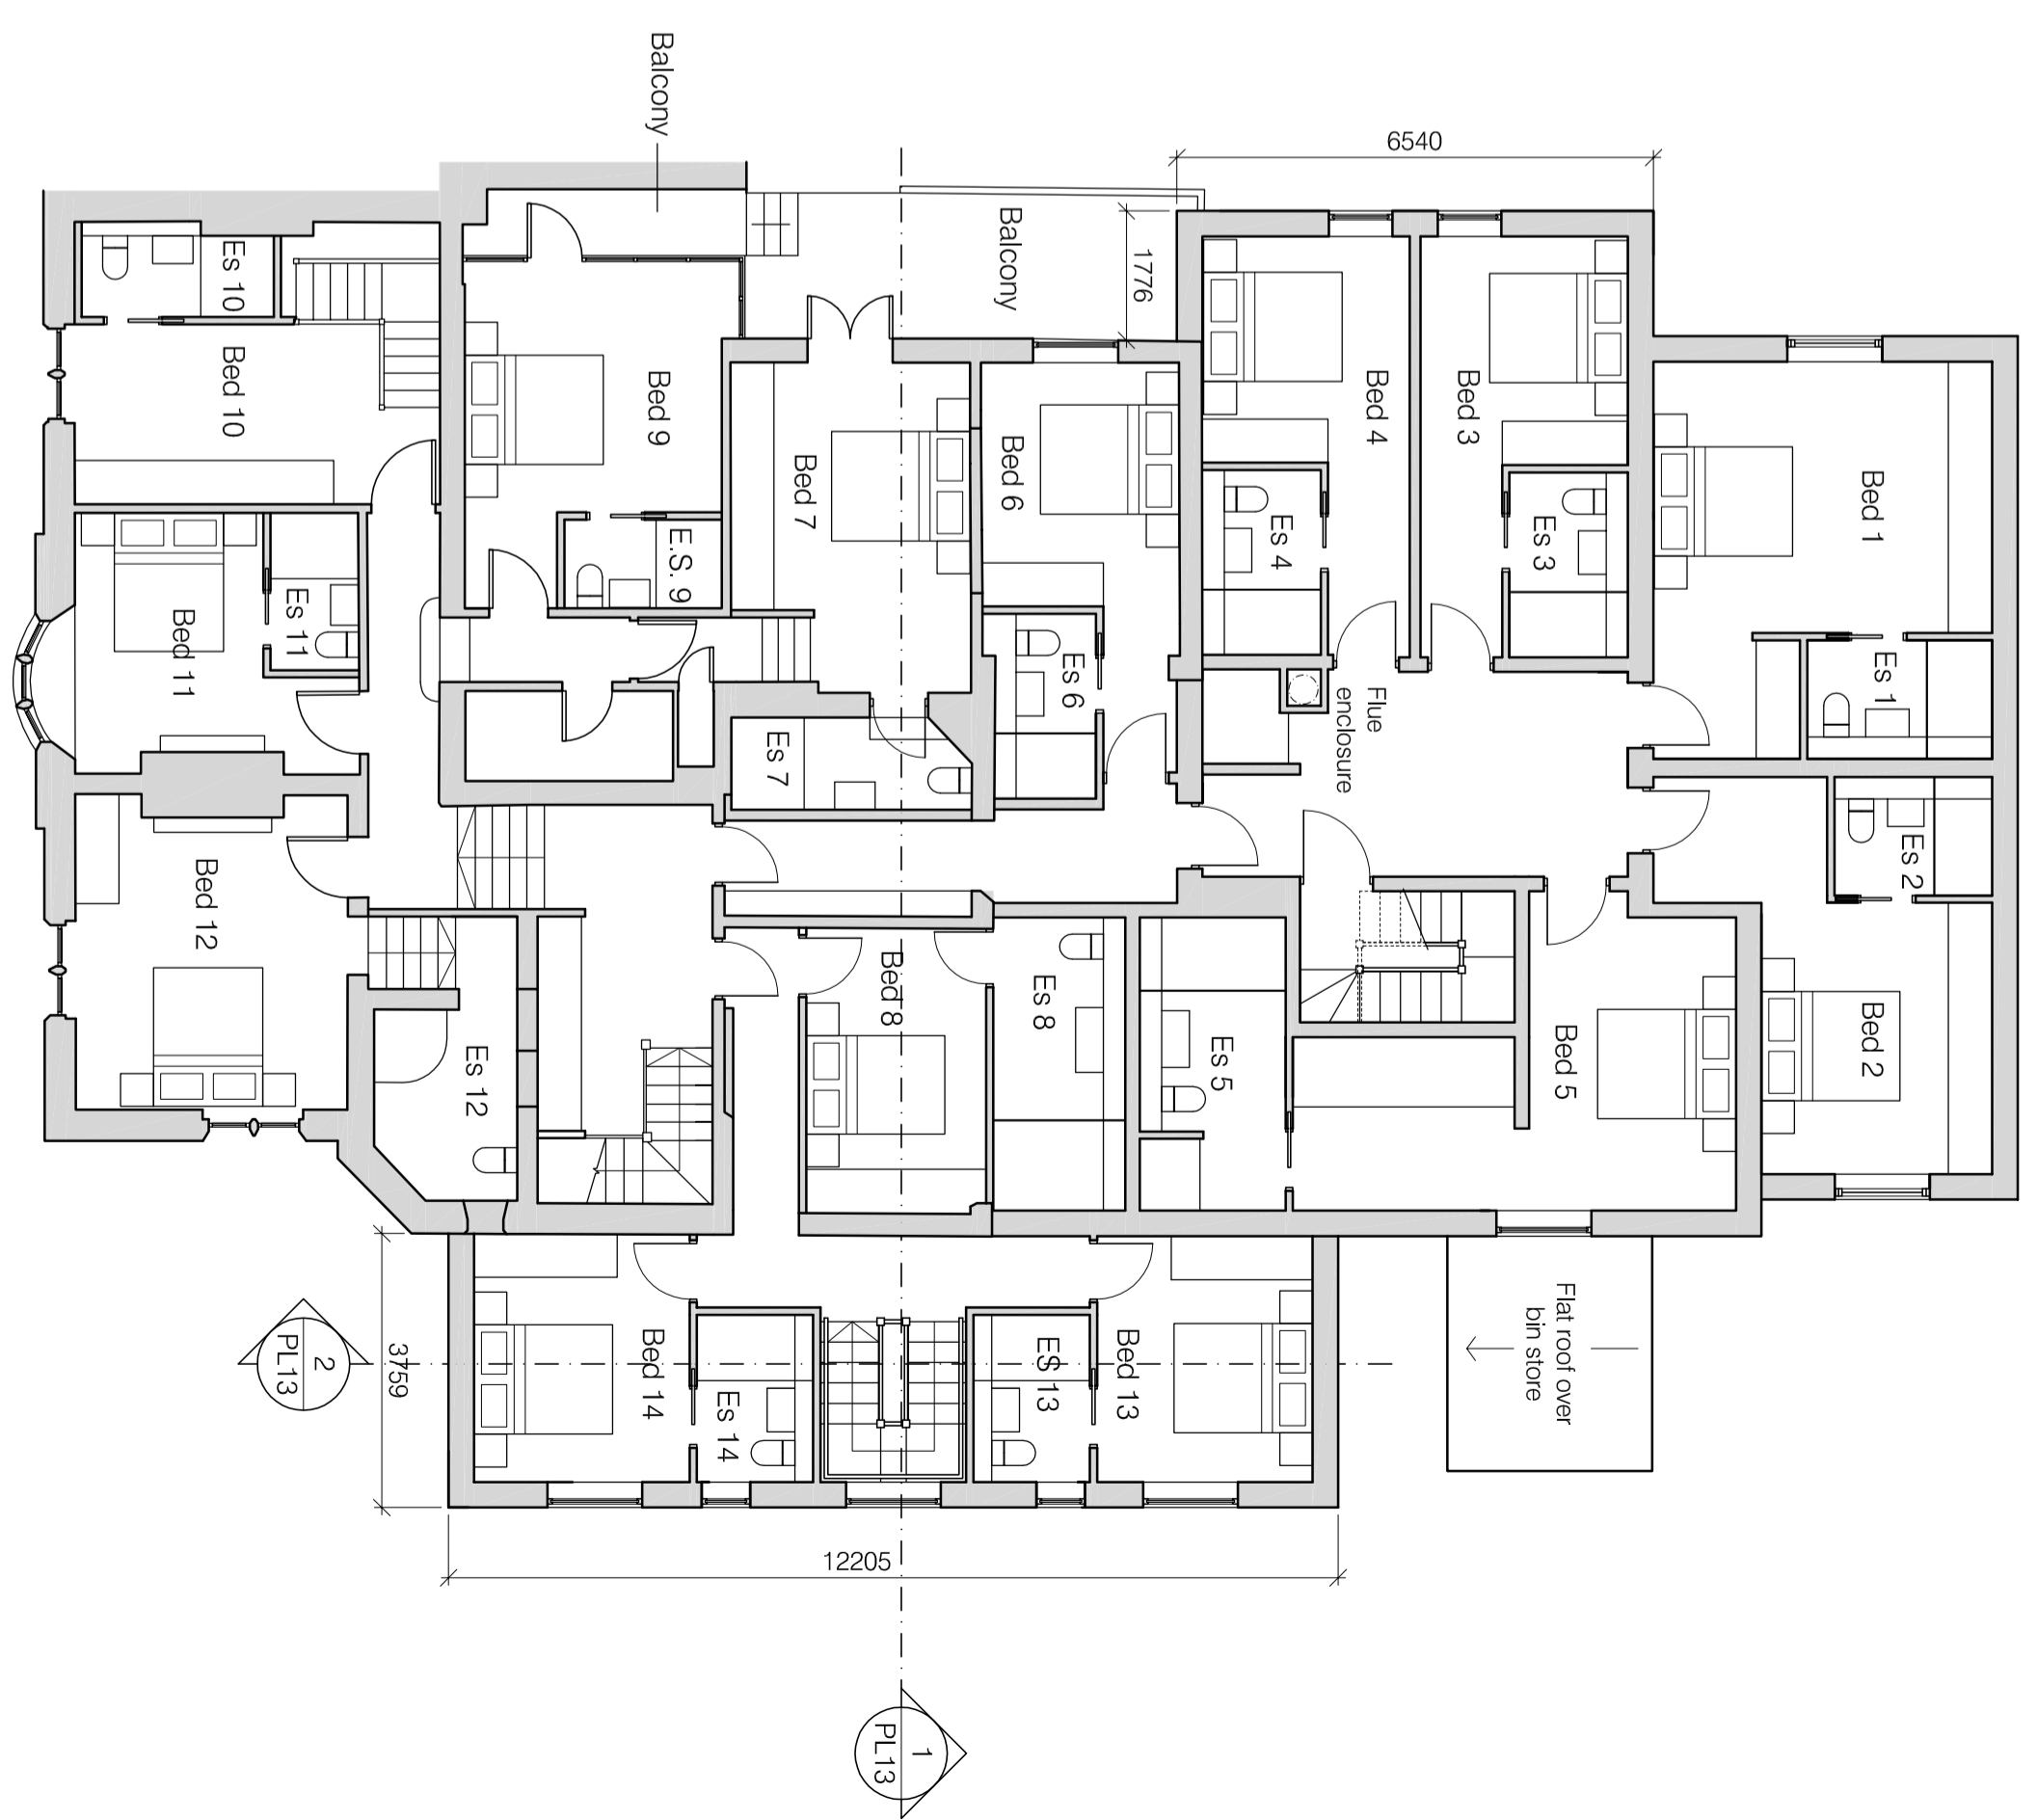 Balcony
6540
Balcony
1776
Es 10
Bed 10
Bed 9
Bed 7
Bed 6
Bed 4
Bed 3
Bed 1
E.S. 9
Es 4
Es 3
Es 11
Bed 11
Es 6
Es 1
Flue
enclosure
Es 7
Es 2
Bed 12
Bed 8
Es 8
Es 12
Es 5
Bed 5
Bed 2
Flat roof over
bin store
2
PL13
3759
Bed 14
Es 14
ES 13
Bed 13
12205
1
PL13